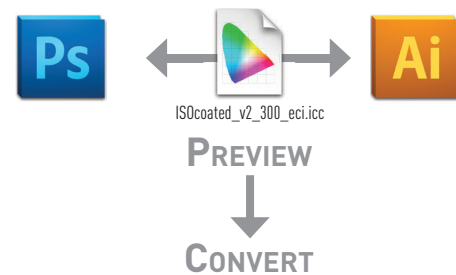 Ps
Ai
ISOcoated_v2_300_eci.icc
PREVIEW
CONVERT